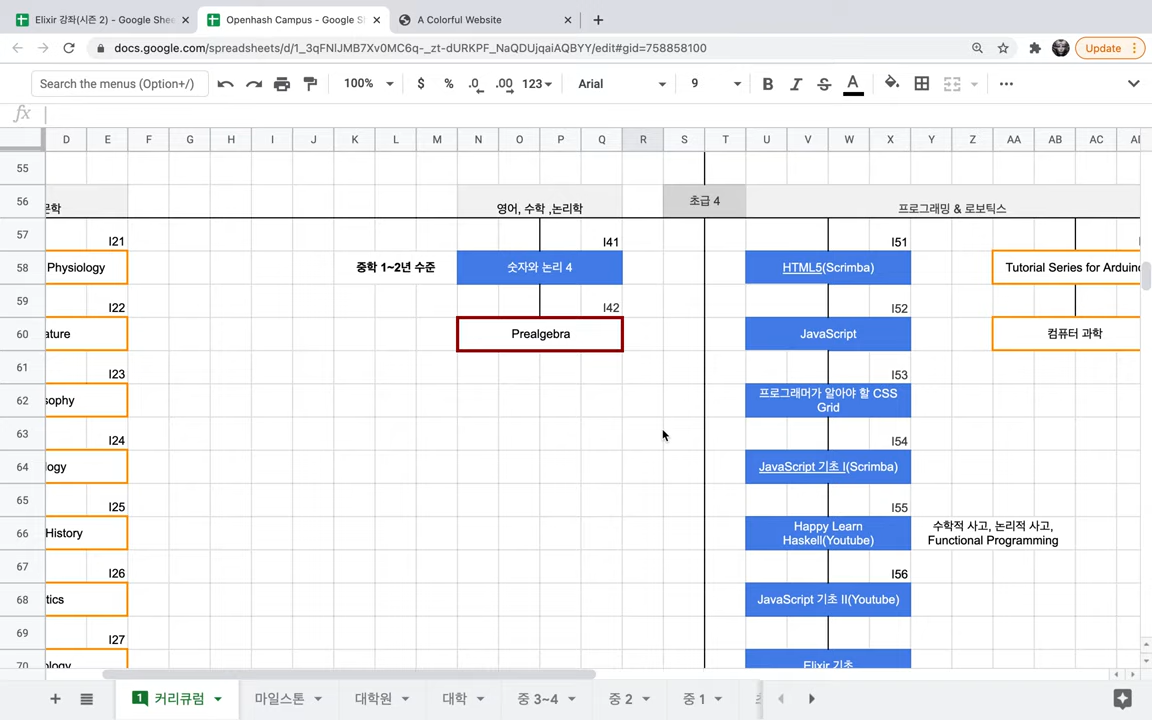 Elixir 강좌(시즌 2) - Google Shee
Openhash Campus - Google S
A Colorful Website
docs.google.com/spreadsheets/d/1_3qFNlJMB7Xv0MC6q-_zt-dURKPF_NaQDUjqaiAQBYY/edit#gid=758858100
Update
Search the menus (Option+/)
100%
$
%
.0
.00
123
Arial
9
B
I
S
A
fx
D E F G H I J K L M N O P Q R S T U V W X Y Z AA AB AC
55
56
문학
영어, 수학 ,논리학
초급 4
프로그래밍 & 로보틱스
57
I21
I41
I51
58
Physiology
중학 1~2년 수준
숫자와 논리 4
HTML5(Scrimba)
Tutorial Series for Arduino
59
I22
I42
I52
60
ature
Prealgebra
JavaScript
컴퓨터 과학
61
I23
I53
62
sophy
프로그래머가 알아야 할 CSS
Grid
63
I24
I54
64
ogy
JavaScript 기초 I(Scrimba)
65
I25
I55
66
History
Happy Learn
Haskell(Youtube)
수학적 사고, 논리적 사고,
Functional Programming
67
I26
I56
68
tics
JavaScript 기초 II(Youtube)
69
I27
70
ology
Elixir 기초
1 커리큘럼
마일스톤
대학원
대학
중 3~4
중 2
중 1